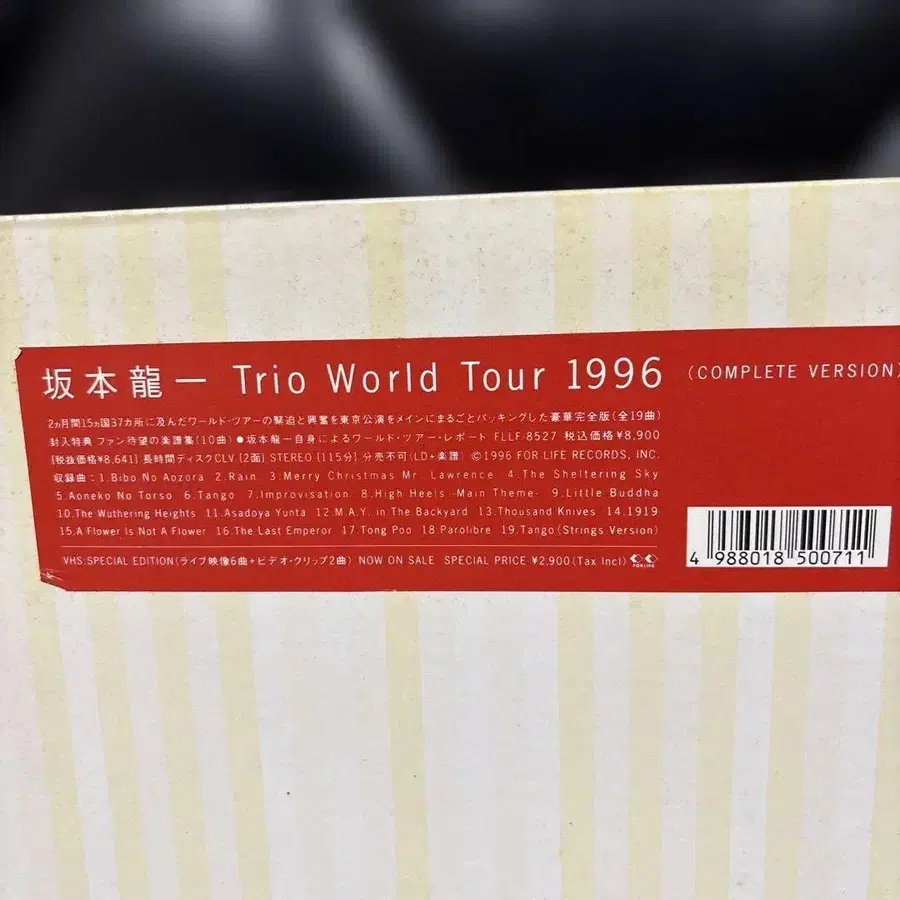 坂本龍一 Trio World Tour 1996 (COMPLETE VERSION)
2ヵ月間15ヵ国37ヵ所に及んだワールド・ツアーの緊迫と興奮を東京公演をメインにまるごとパッキングした豪華完全版(全19曲)
封入特典 ファン待望の楽譜集(10曲)●坂本龍一自身によるワールド・ツアー・レポート FLLF-8527 税込価格¥8,900
[税抜価格¥8,641] 長時間ディスクCLV [2面] STEREO [115分] 分売不可(LD+楽譜) ©1996 FOR LIFE RECORDS, INC.
収録曲:1.Bibo No Aozora 2.Rain 3.Merry Christmas Mr. Lawrence 4.The Sheltering Sky
5.Aoneko No Torso 6.Tango 7.Improvisation 8.High Heels -Main Theme- 9.Little Buddha
10.The Wuthering Heights 11.Asadoya Yunta 12.M.A.Y. in The Backyard 13.Thousand Knives 14.1919
15.A Flower Is Not A Flower 16.The Last Emperor 17.Tong Poo 18.Parolibre 19.Tango(Strings Version)
VHS:SPECIAL EDITION(ライブ映像6曲+ビデオ・クリップ2曲) NOW ON SALE SPECIAL PRICE ¥2,900(Tax Incl) FOR LIFE
4 988018 500711